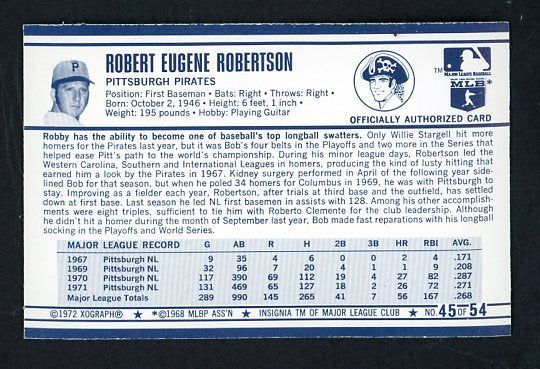 P
ROBERT EUGENE ROBERTSON
PITTSBURGH PIRATES
Position: First Baseman • Bats: Right • Throws: Right •
Born: October 2, 1946 • Height: 6 feet, 1 inch •
Weight: 195 pounds • Hobby: Playing Guitar
TM
MAJOR LEAGUE BASEBALL
MLB*
OFFICIALLY AUTHORIZED CARD
Robby has the ability to become one of baseball's top longball swatters. Only Willie Stargell hit more
homers for the Pirates last year, but it was Bob's four belts in the Playoffs and two more in the Series that
helped ease Pitt's path to the world's championship. During his minor league days, Robertson led the
Western Carolina, Southern and International leagues in homers, producing the kind of lusty hitting that
earned him a look by the Pirates in 1967. Kidney surgery performed in April of the following year side-
lined Bob for that season, but when he poled 34 homers for Columbus in 1969, he was with Pittsburgh to
stay. Improving as a fielder each year, Robertson, after trials at third base and the outfield, has settled
down at first base. Last season he led NL first basemen in assists with 128. Among his other accomplish-
ments were eight triples, sufficient to tie him with Roberto Clemente for the club leadership. Although
he didn't hit a homer during the month of September last year, Bob made fast reparations with his longball
socking in the Playoffs and World Series.
MAJOR LEAGUE RECORD G AB R H 2B 3B HR RBI AVG.
1967 Pittsburgh NL 9 35 4 6 0 0 2 4 .171
1969 Pittsburgh NL 32 96 7 20 4 1 1 9 .208
1970 Pittsburgh NL 117 390 69 112 19 4 27 82 .287
1971 Pittsburgh NL 131 469 65 127 18 2 26 72 .271
Major League Totals 289 990 145 265 41 7 56 167 .268
©1972 XOGRAPH® ★ *©1968 MLBP ASS'N ★ INSIGNIA TM OF MAJOR LEAGUE CLUB ★ NO. 45 OF 54